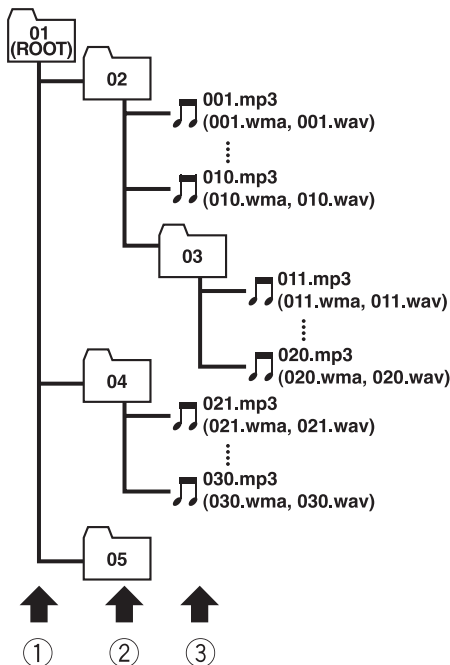 01
(ROOT)
02
001.mp3
(001.wma, 001.wav)
010.mp3
(010.wma, 010.wav)
03
011.mp3
(011.wma, 011.wav)
020.mp3
(020.wma, 020.wav)
04
021.mp3
(021.wma, 021.wav)
030.mp3
(030.wma, 030.wav)
05
① ② ③